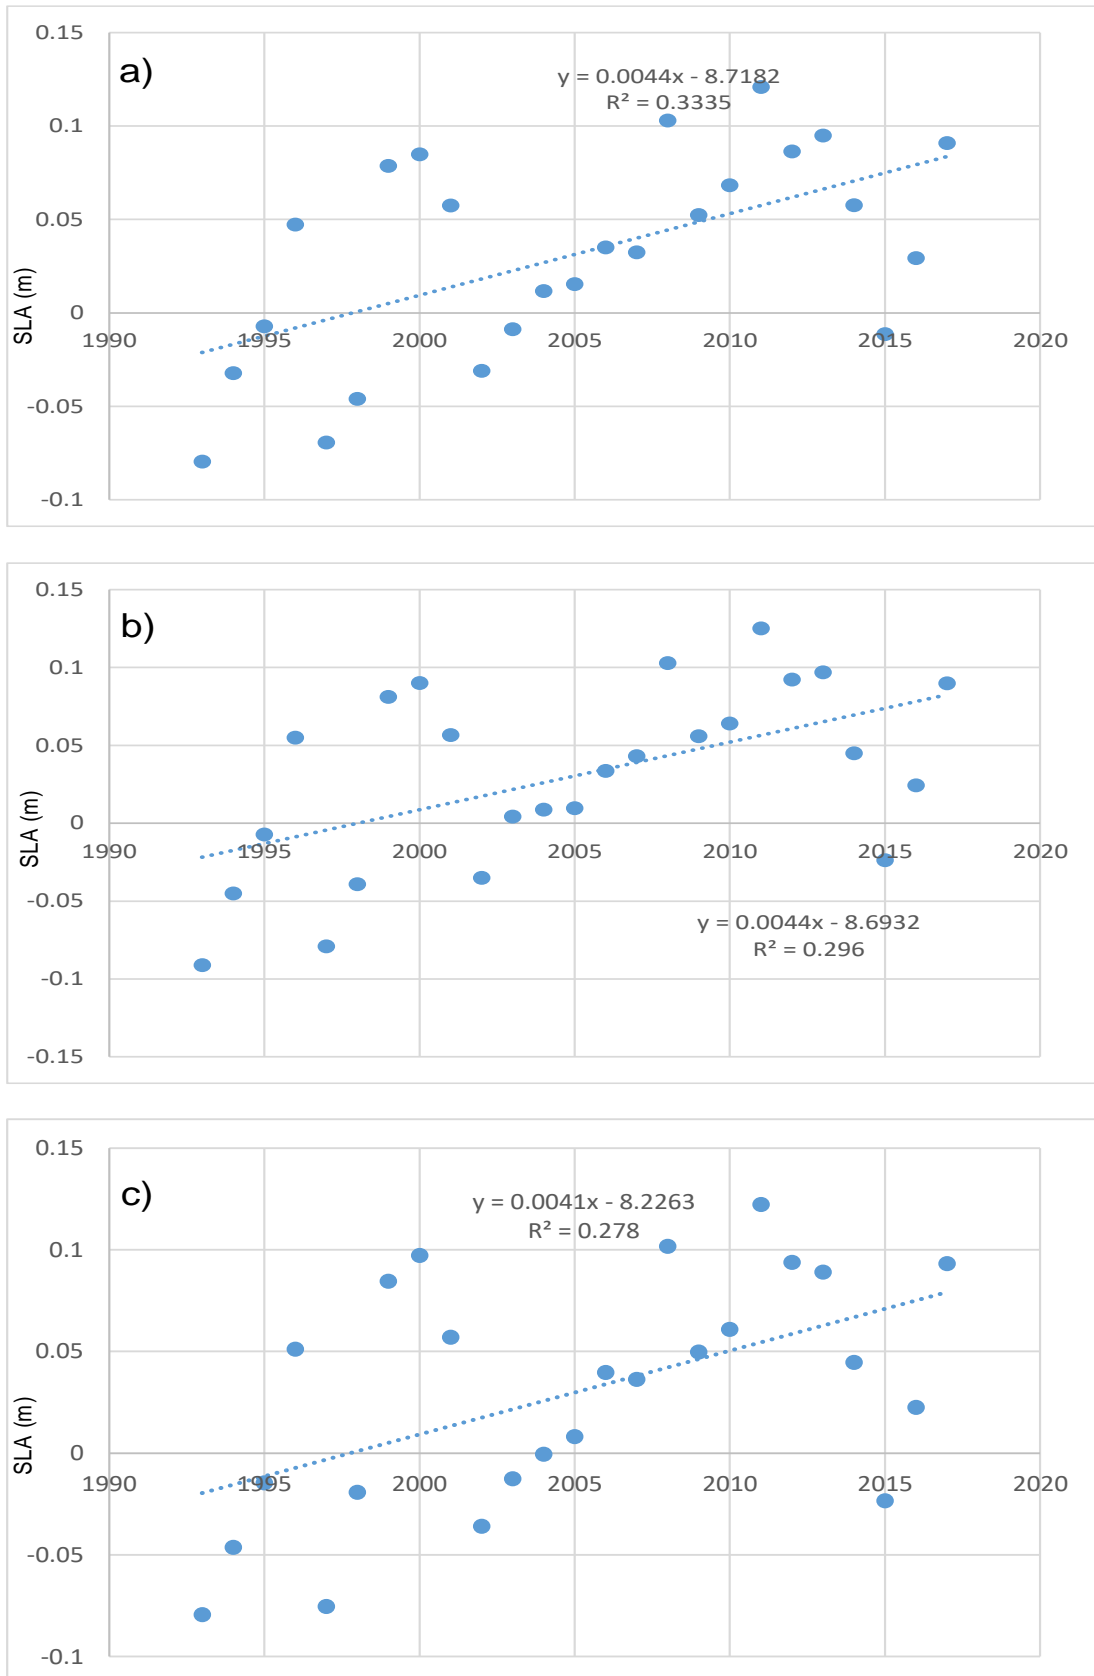 0.15
a)
y = 0.0044x - 8.7182
R² = 0.3335
0.1
0.05
0
1990 1995 2000 2005 2010 2015 2020
-0.05
-0.1
SLA (m)
0.15
b)
0.1
0.05
0
1990 1995 2000 2005 2010 2015 2020
-0.05
y = 0.0044x - 8.6932
R² = 0.296
-0.1
-0.15
SLA (m)
0.15
c)
y = 0.0041x - 8.2263
R² = 0.278
0.1
0.05
0
1990 1995 2000 2005 2010 2015 2020
-0.05
-0.1
SLA (m)